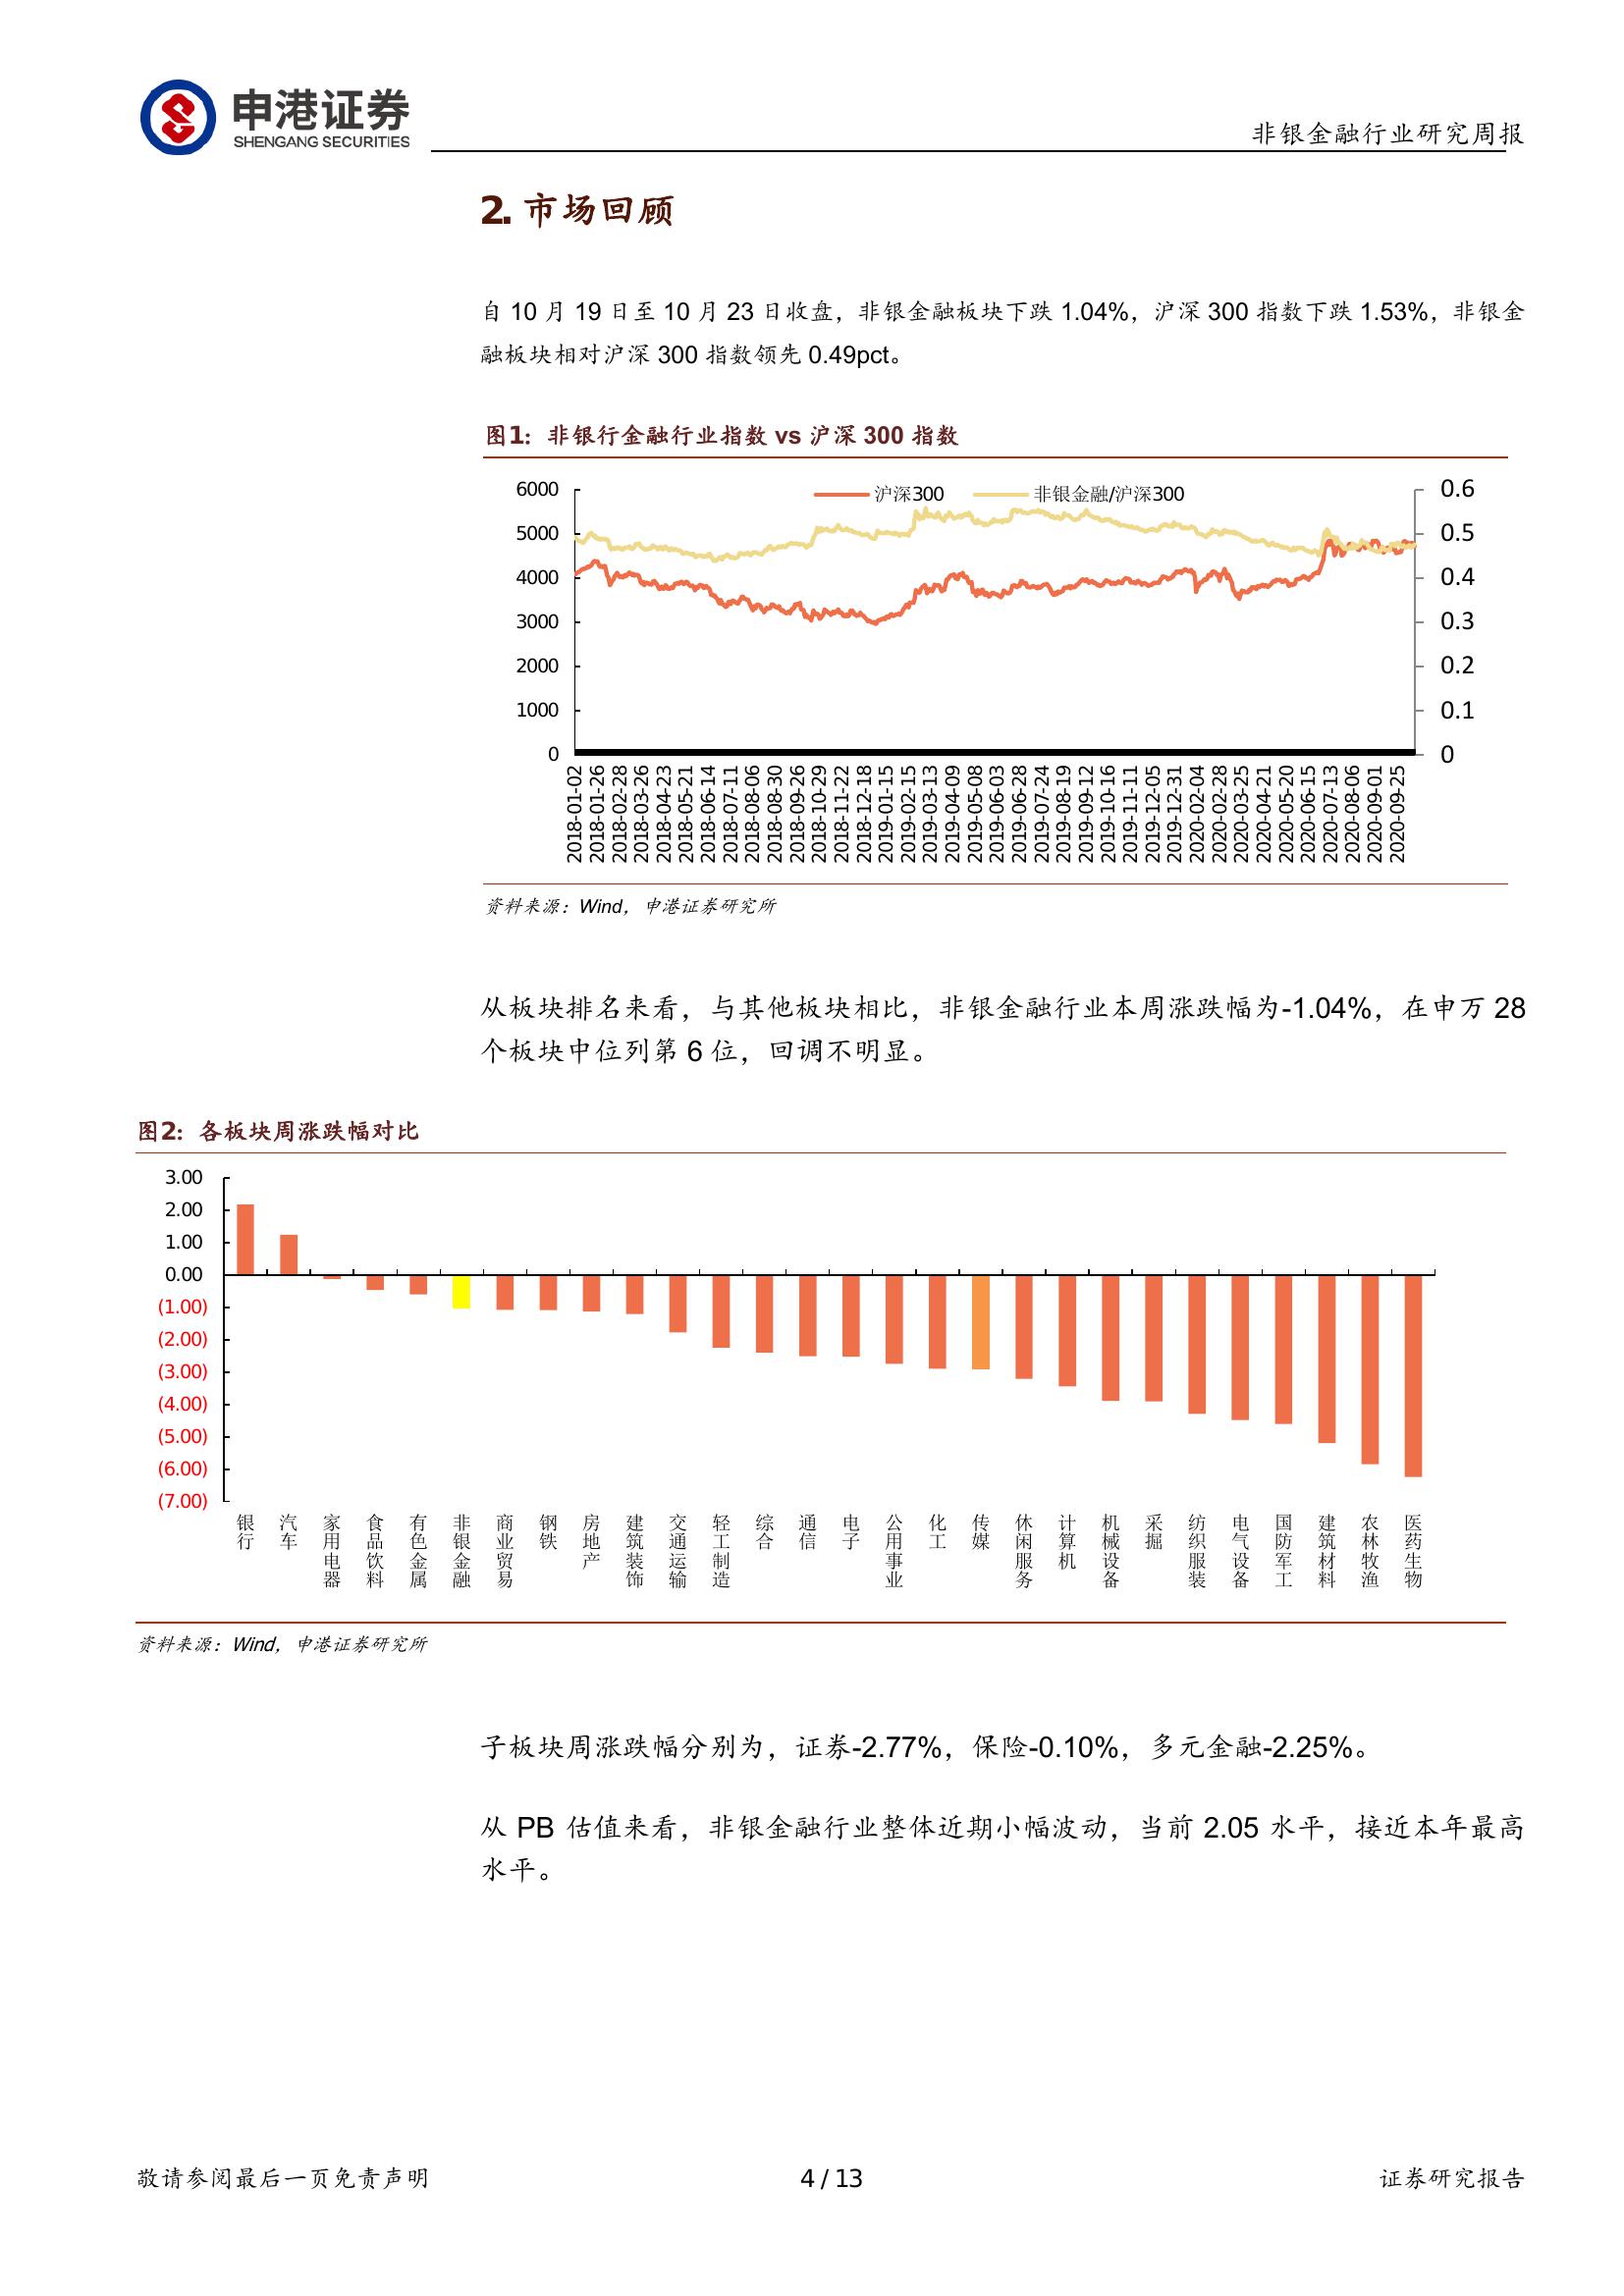 申港证券
SHENGANG SECURITIES
非银金融行业研究周报
2. 市场回顾
自 10 月 19 日至 10 月 23 日收盘，非银金融板块下跌 1.04%，沪深 300 指数下跌 1.53%，非银金
融板块相对沪深 300 指数领先 0.49pct。
图1：非银行金融行业指数 vs 沪深 300 指数
沪深300 非银金融/沪深300
6000 0.6
5000 0.5
4000 0.4
3000 0.3
2000 0.2
1000 0.1
0 0
2018-01-02
2018-01-26
2018-02-28
2018-03-26
2018-04-23
2018-05-21
2018-06-14
2018-07-11
2018-08-06
2018-08-30
2018-09-26
2018-10-29
2018-11-22
2018-12-18
2019-01-15
2019-02-15
2019-03-13
2019-04-09
2019-05-08
2019-06-03
2019-06-28
2019-07-24
2019-08-19
2019-09-12
2019-10-16
2019-11-11
2019-12-05
2019-12-31
2020-02-04
2020-02-28
2020-03-25
2020-04-21
2020-05-20
2020-06-15
2020-07-13
2020-08-06
2020-09-01
2020-09-25
资料来源：Wind，申港证券研究所
从板块排名来看，与其他板块相比，非银金融行业本周涨跌幅为-1.04%，在申万 28
个板块中位列第 6 位，回调不明显。
图2：各板块周涨跌幅对比
3.00
2.00
1.00
0.00
(1.00)
(2.00)
(3.00)
(4.00)
(5.00)
(6.00)
(7.00)
银行
汽车
家用电器
食品饮料
有色金属
非银金融
商业贸易
钢铁
房地产
建筑装饰
交通运输
轻工制造
综合
通信
电子
公用事业
化工
传媒
休闲服务
计算机
机械设备
采掘
纺织服装
电气设备
国防军工
建筑材料
农林牧渔
医药生物
资料来源：Wind，申港证券研究所
子板块周涨跌幅分别为，证券-2.77%，保险-0.10%，多元金融-2.25%。
从 PB 估值来看，非银金融行业整体近期小幅波动，当前 2.05 水平，接近本年最高
水平。
敬请参阅最后一页免责声明
4 / 13
证券研究报告